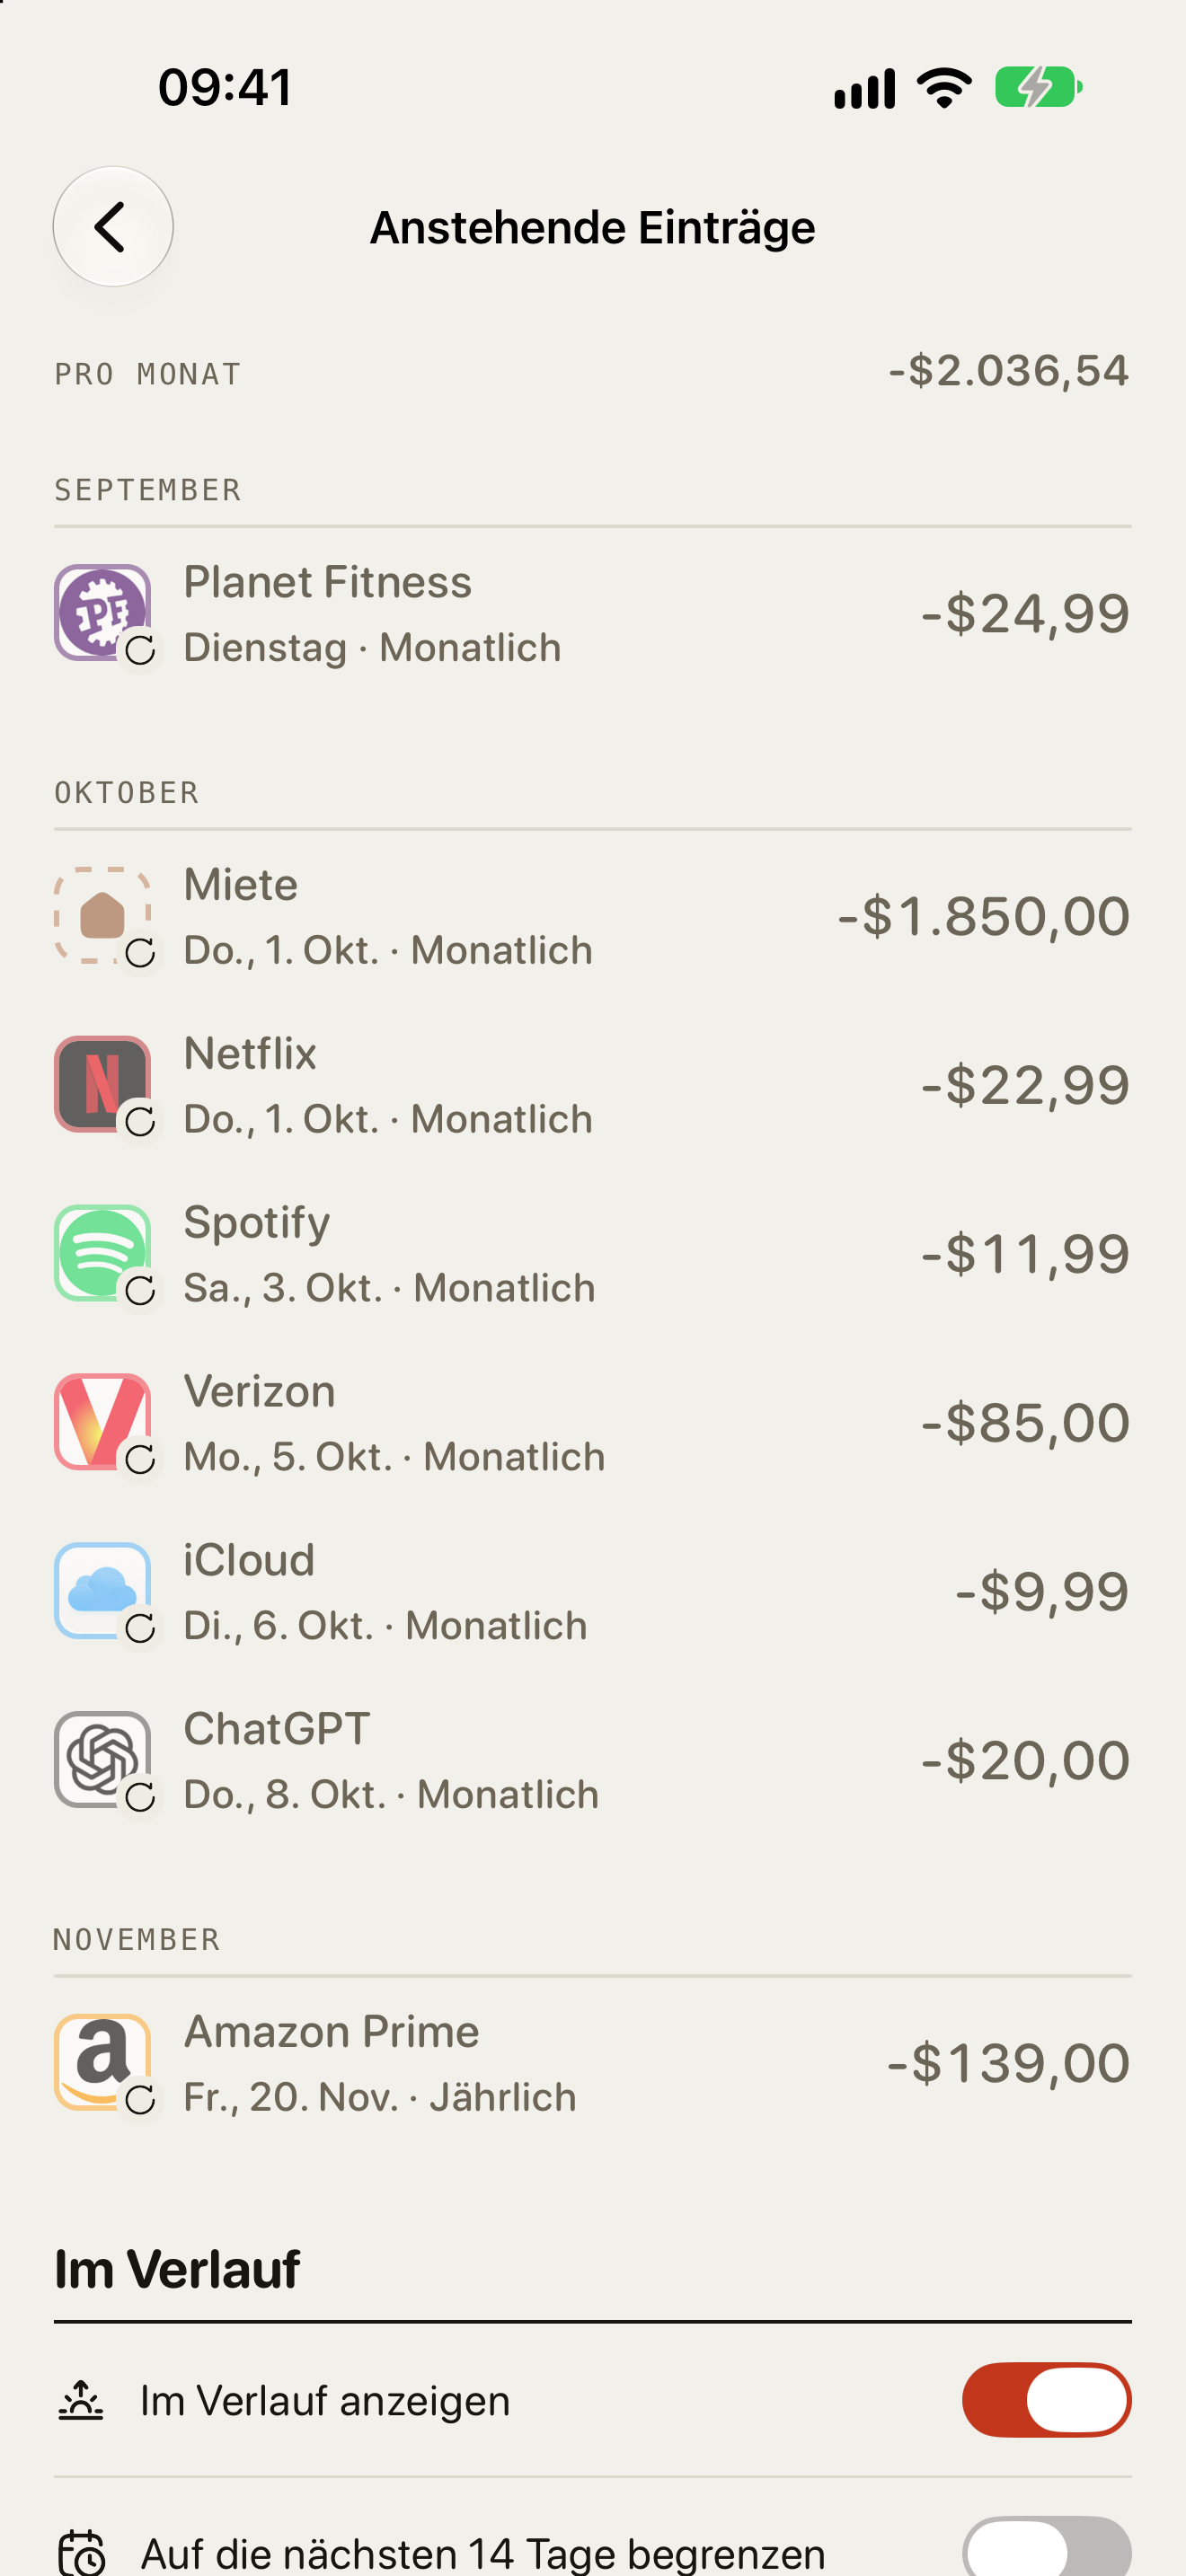 09:41
Anstehende Einträge
PRO MONAT -$2.036,54
SEPTEMBER
Planet Fitness
Dienstag · Monatlich
-$24,99
OKTOBER
Miete
Do., 1. Okt. · Monatlich
-$1.850,00
Netflix
Do., 1. Okt. · Monatlich
-$22,99
Spotify
Sa., 3. Okt. · Monatlich
-$11,99
Verizon
Mo., 5. Okt. · Monatlich
-$85,00
iCloud
Di., 6. Okt. · Monatlich
-$9,99
ChatGPT
Do., 8. Okt. · Monatlich
-$20,00
NOVEMBER
Amazon Prime
Fr., 20. Nov. · Jährlich
-$139,00
Im Verlauf
Im Verlauf anzeigen
Auf die nächsten 14 Tage begrenzen